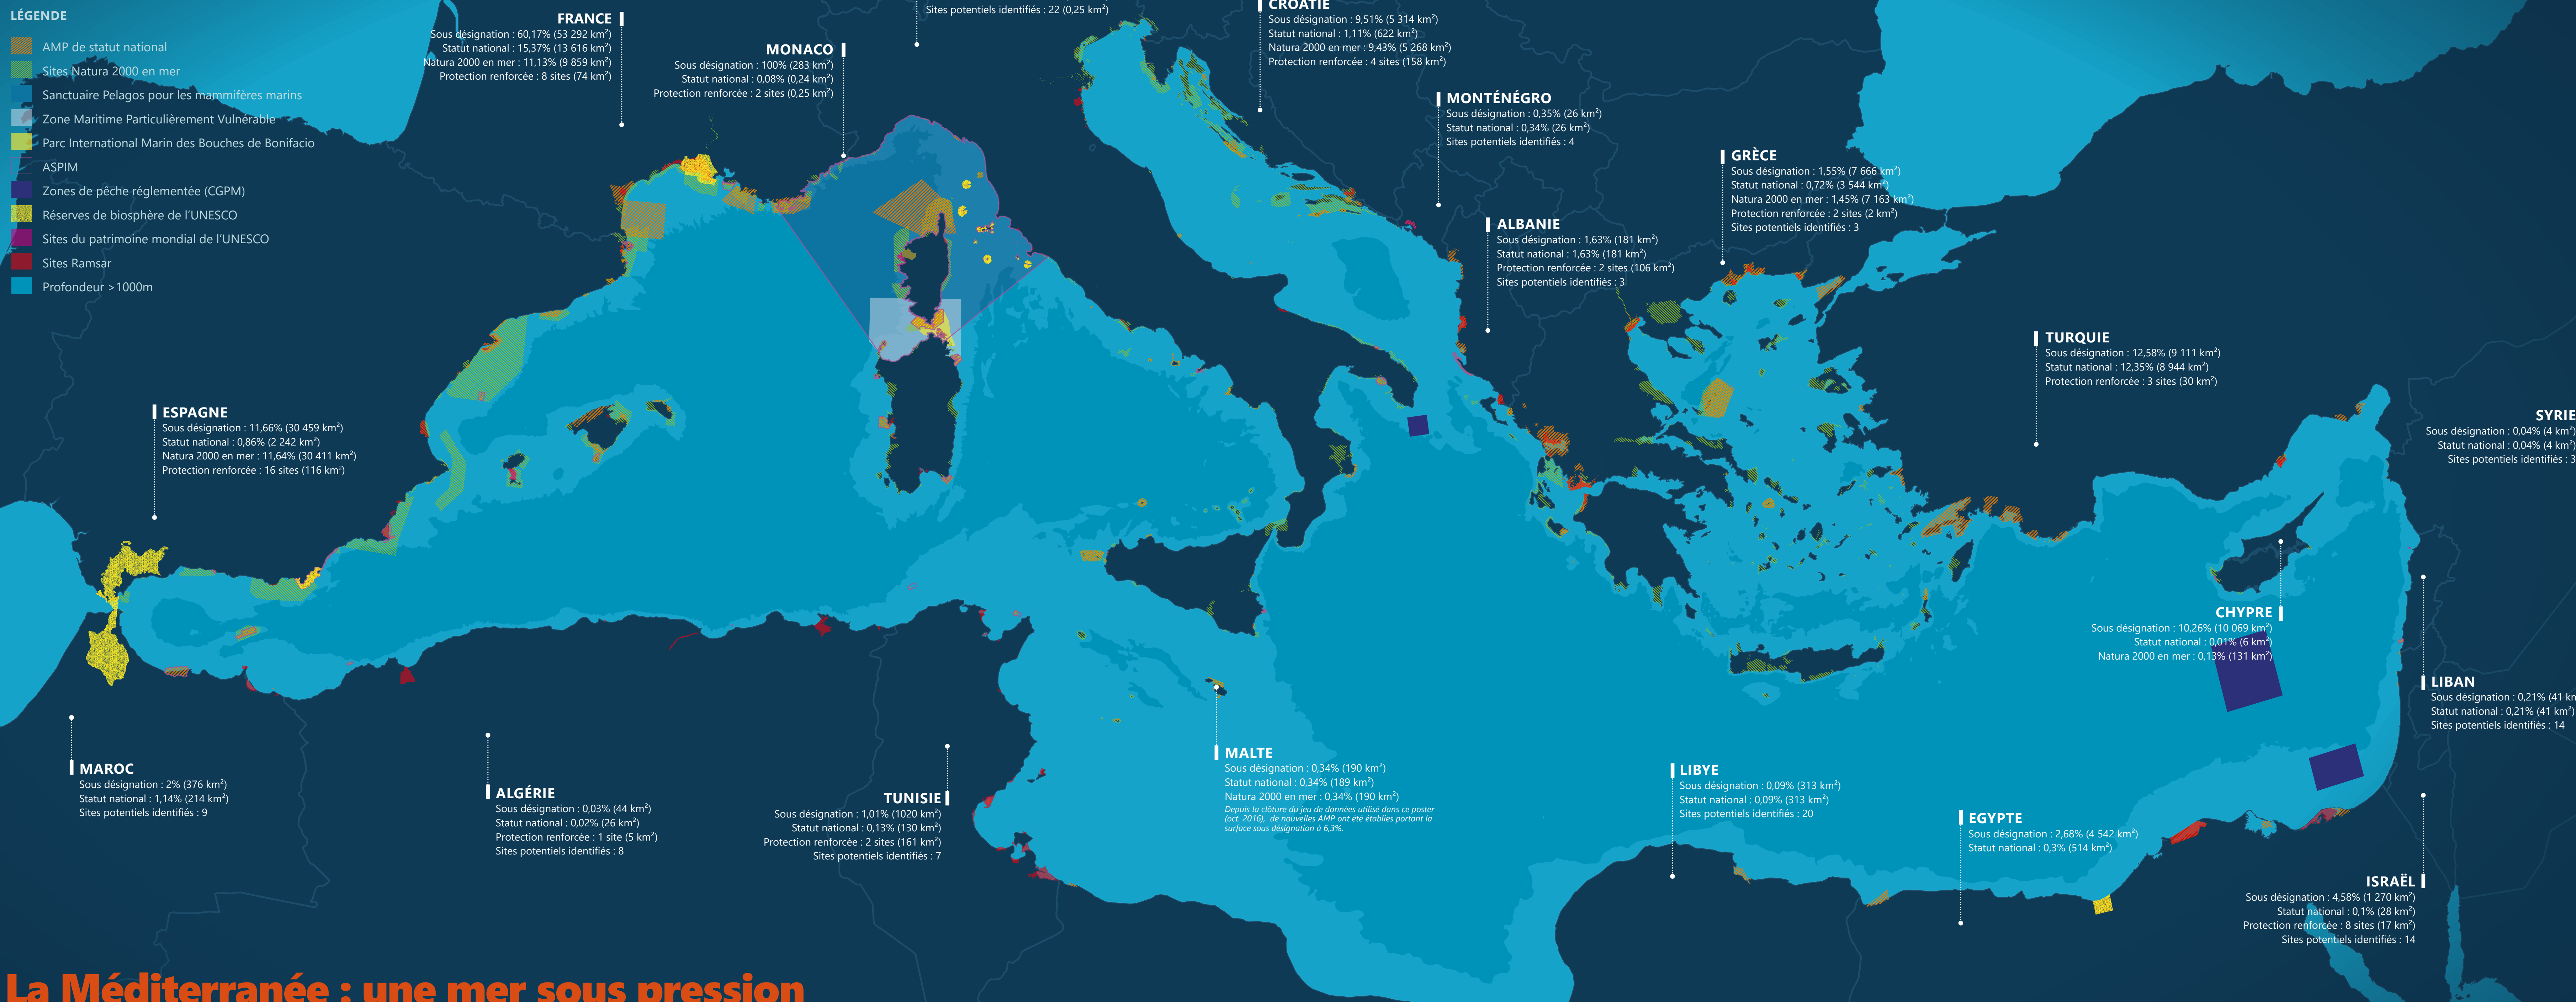 LÉGENDE
AMP de statut national
Sites Natura 2000 en mer
Sanctuaire Pelagos pour les mammifères marins
Zone Maritime Particulièrement Vulnérable
Parc International Marin des Bouches de Bonifacio
ASPIM
Zones de pêche réglementée (CGPM)
Réserves de biosphère de l'UNESCO
Sites du patrimoine mondial de l'UNESCO
Sites Ramsar
Profondeur >1000m
FRANCE
Sous désignation : 60,17% (53 292 km²)
Statut national : 15,37% (13 616 km²)
Natura 2000 en mer : 11,13% (9 859 km²)
Protection renforcée : 8 sites (74 km²)
MONACO
Sous désignation : 100% (283 km²)
Statut national : 0,08% (0,24 km²)
Protection renforcée : 2 sites (0,25 km²)
Sites potentiels identifiés : 22 (0,25 km²)
CROATIE
Sous désignation : 9,51% (5 314 km²)
Statut national : 1,11% (622 km²)
Natura 2000 en mer : 9,43% (5 268 km²)
Protection renforcée : 4 sites (158 km²)
MONTÉNÉGRO
Sous désignation : 0,35% (26 km²)
Statut national : 0,34% (26 km²)
Sites potentiels identifiés : 4
GRÈCE
Sous désignation : 1,55% (7 666 km²)
Statut national : 0,72% (3 544 km²)
Natura 2000 en mer : 1,45% (7 163 km²)
Protection renforcée : 2 sites (2 km²)
Sites potentiels identifiés : 3
ALBANIE
Sous désignation : 1,63% (181 km²)
Statut national : 1,63% (181 km²)
Protection renforcée : 2 sites (106 km²)
Sites potentiels identifiés : 3
TURQUIE
Sous désignation : 12,58% (9 111 km²)
Statut national : 12,35% (8 944 km²)
Protection renforcée : 3 sites (30 km²)
SYRIE
Sous désignation : 0,04% (4 km²)
Statut national : 0,04% (4 km²)
Sites potentiels identifiés : 3
ESPAGNE
Sous désignation : 11,66% (30 459 km²)
Statut national : 0,86% (2 242 km²)
Natura 2000 en mer : 11,64% (30 411 km²)
Protection renforcée : 16 sites (116 km²)
CHYPRE
Sous désignation : 10,26% (10 069 km²)
Statut national : 0,01% (6 km²)
Natura 2000 en mer : 0,13% (131 km²)
LIBAN
Sous désignation : 0,21% (41 km
Statut national : 0,21% (41 km²)
Sites potentiels identifiés : 14
MAROC
Sous désignation : 2% (376 km²)
Statut national : 1,14% (214 km²)
Sites potentiels identifiés : 9
ALGÉRIE
Sous désignation : 0,03% (44 km²)
Statut national : 0,02% (26 km²)
Protection renforcée : 1 site (5 km²)
Sites potentiels identifiés : 8
TUNISIE
Sous désignation : 1,01% (1020 km²)
Statut national : 0,13% (130 km²)
Protection renforcée : 2 sites (161 km²)
Sites potentiels identifiés : 7
MALTE
Sous désignation : 0,34% (190 km²)
Statut national : 0,34% (189 km²)
Natura 2000 en mer : 0,34% (190 km²)
Depuis la clôture du jeu de données utilisé dans ce poster
(oct. 2016), de nouvelles AMP ont été établies portant la
surface sous désignation à 6,3%.
LIBYE
Sous désignation : 0,09% (313 km²)
Statut national : 0,09% (313 km²)
Sites potentiels identifiés : 20
EGYPTE
Sous désignation : 2,68% (4 542 km²)
Statut national : 0,3% (514 km²)
ISRAËL
Sous désignation : 4,58% (1 270 km²)
Statut national : 0,1% (28 km²)
Protection renforcée : 8 sites (17 km²)
Sites potentiels identifiés : 14
La Méditerranée : une mer sous pression